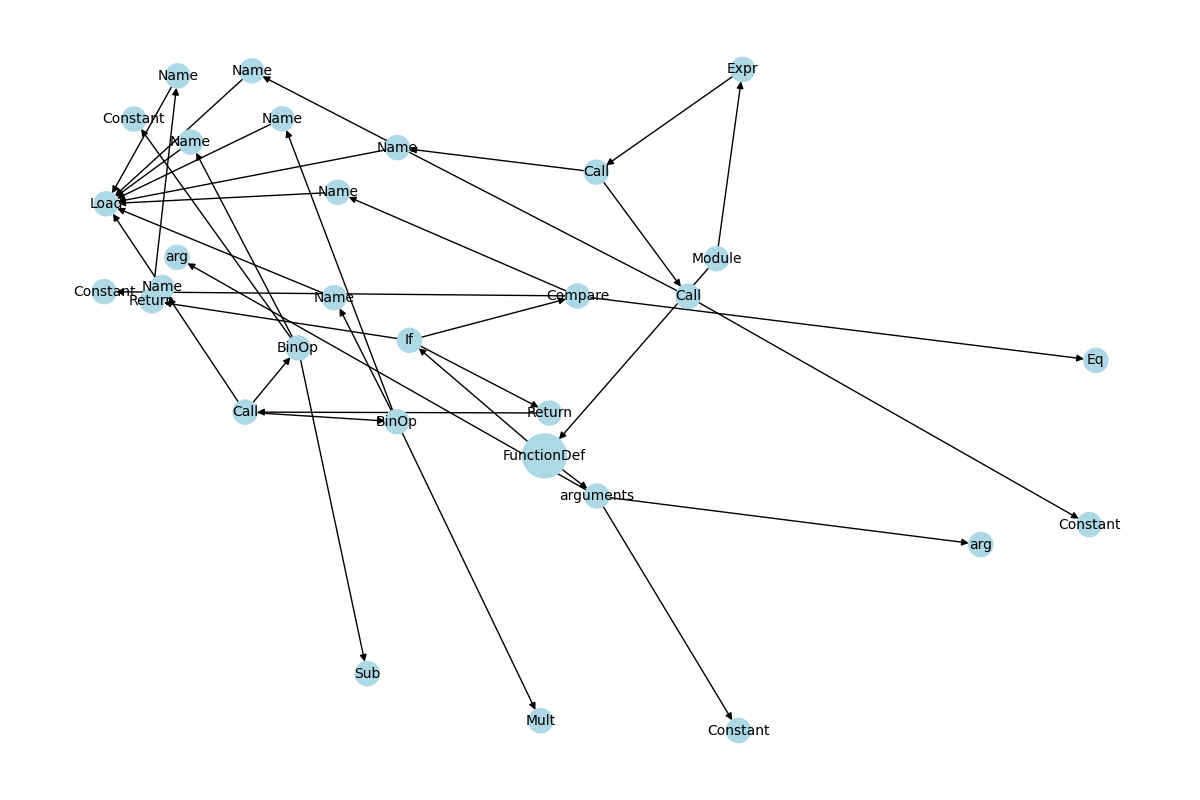 Expr
Name
Name
Constant
Name
Name
Name
Call
Name
Load
arg
Module
Name
Constant
Return
Name
Compare
Call
If
BinOp
Eq
Call
Return
BinOp
FunctionDef
arguments
Constant
arg
Sub
Mult
Constant